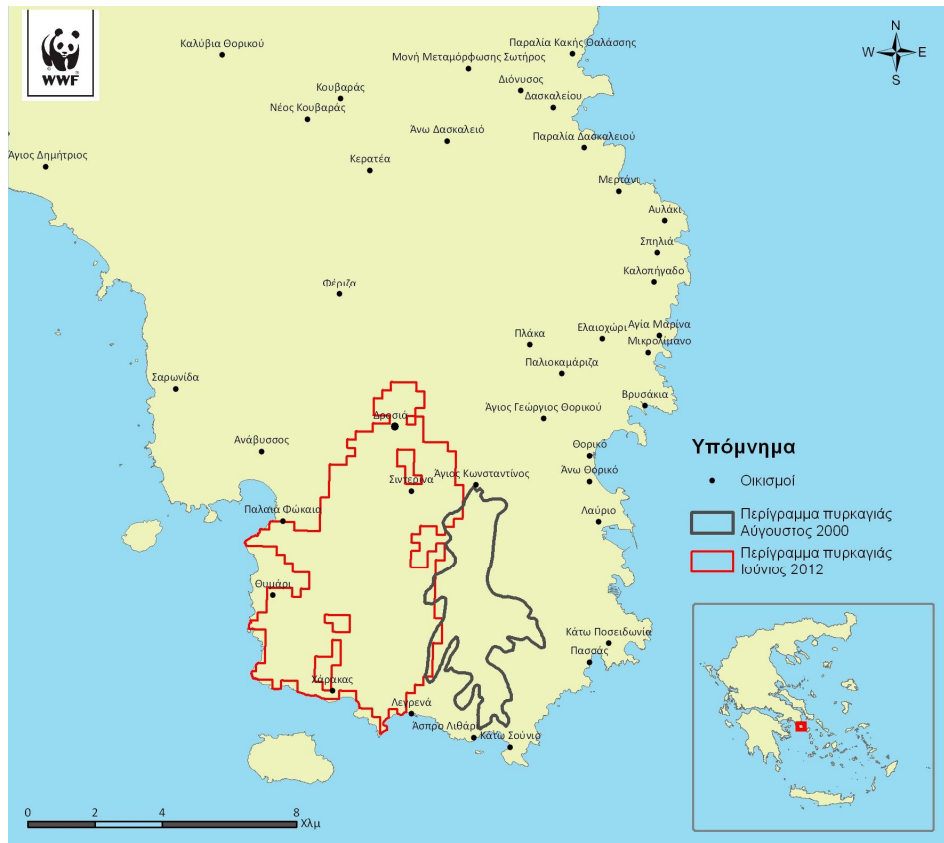 WWF
N
W E
S
Καλύβια Θορικού
Παραλία Κακής Θαλάσσης
Μονή Μεταμόρφωσης Σωτήρος
Διόνυσος
Κουβαράς
Δασκαλείου
Νέος Κουβαράς
Άνω Δασκαλειό
Παραλία Δασκαλειού
Άγιος Δημήτριος
Κερατέα
Μερτάνι
Αυλάκι
Σπηλιά
Καλοπήγαδο
Φέριζα
Πλάκα
Ελαιοχώρι
Αγία Μαρίνα
Μικρολίμανο
Παλιοκαμάριζα
Σαρωνίδα
Βρυσάκια
Δροσιά
Άγιος Γεώργιος Θορικού
Ανάβυσσος
Θορικό
Σιντερίνα
Άγιος Κωνσταντίνος
Άνω Θορικό
Παλαιά Φώκαια
Λαύριο
Θυμάρι
Κάτω Ποσειδωνία
Πασσάς
Χάρακας
Λεγρενά
Άσπρο Λιθάρι
Κάτω Σούνιο
Υπόμνημα
Οικισμοί
Περίγραμμα πυρκαγιάς
Αύγουστος 2000
Περίγραμμα πυρκαγιάς
Ιούνιος 2012
0 2 4 8
Χλμ